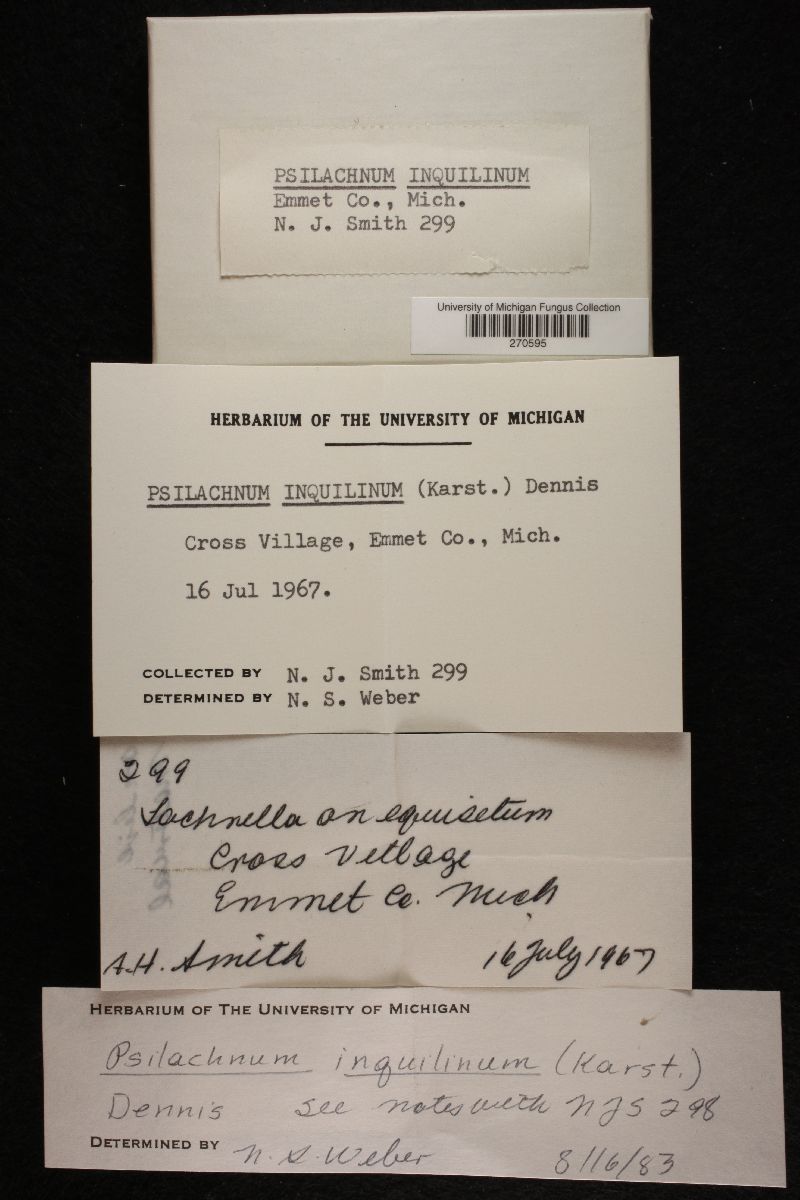 PSILACHNUM INQUILINUM
Emmet Co., Mich.
N. J. Smith 299
University of Michigan Fungus Collection
270595
HERBARIUM OF THE UNIVERSITY OF MICHIGAN
PSILACHNUM INQUILINUM (Karst.) Dennis
Cross Village, Emmet Co., Mich.
16 Jul 1967.
COLLECTED BY N. J. Smith 299
DETERMINED BY N. S. Weber
299
Lachnella on equisetum
Cross Village
Emmet Co. Mich
A.H. Smith 16 July 1967
HERBARIUM OF THE UNIVERSITY OF MICHIGAN
Psilachnum inquilinum (Karst.)
Dennis see notes with NJS 298
DETERMINED BY N. S. Weber 8/16/83